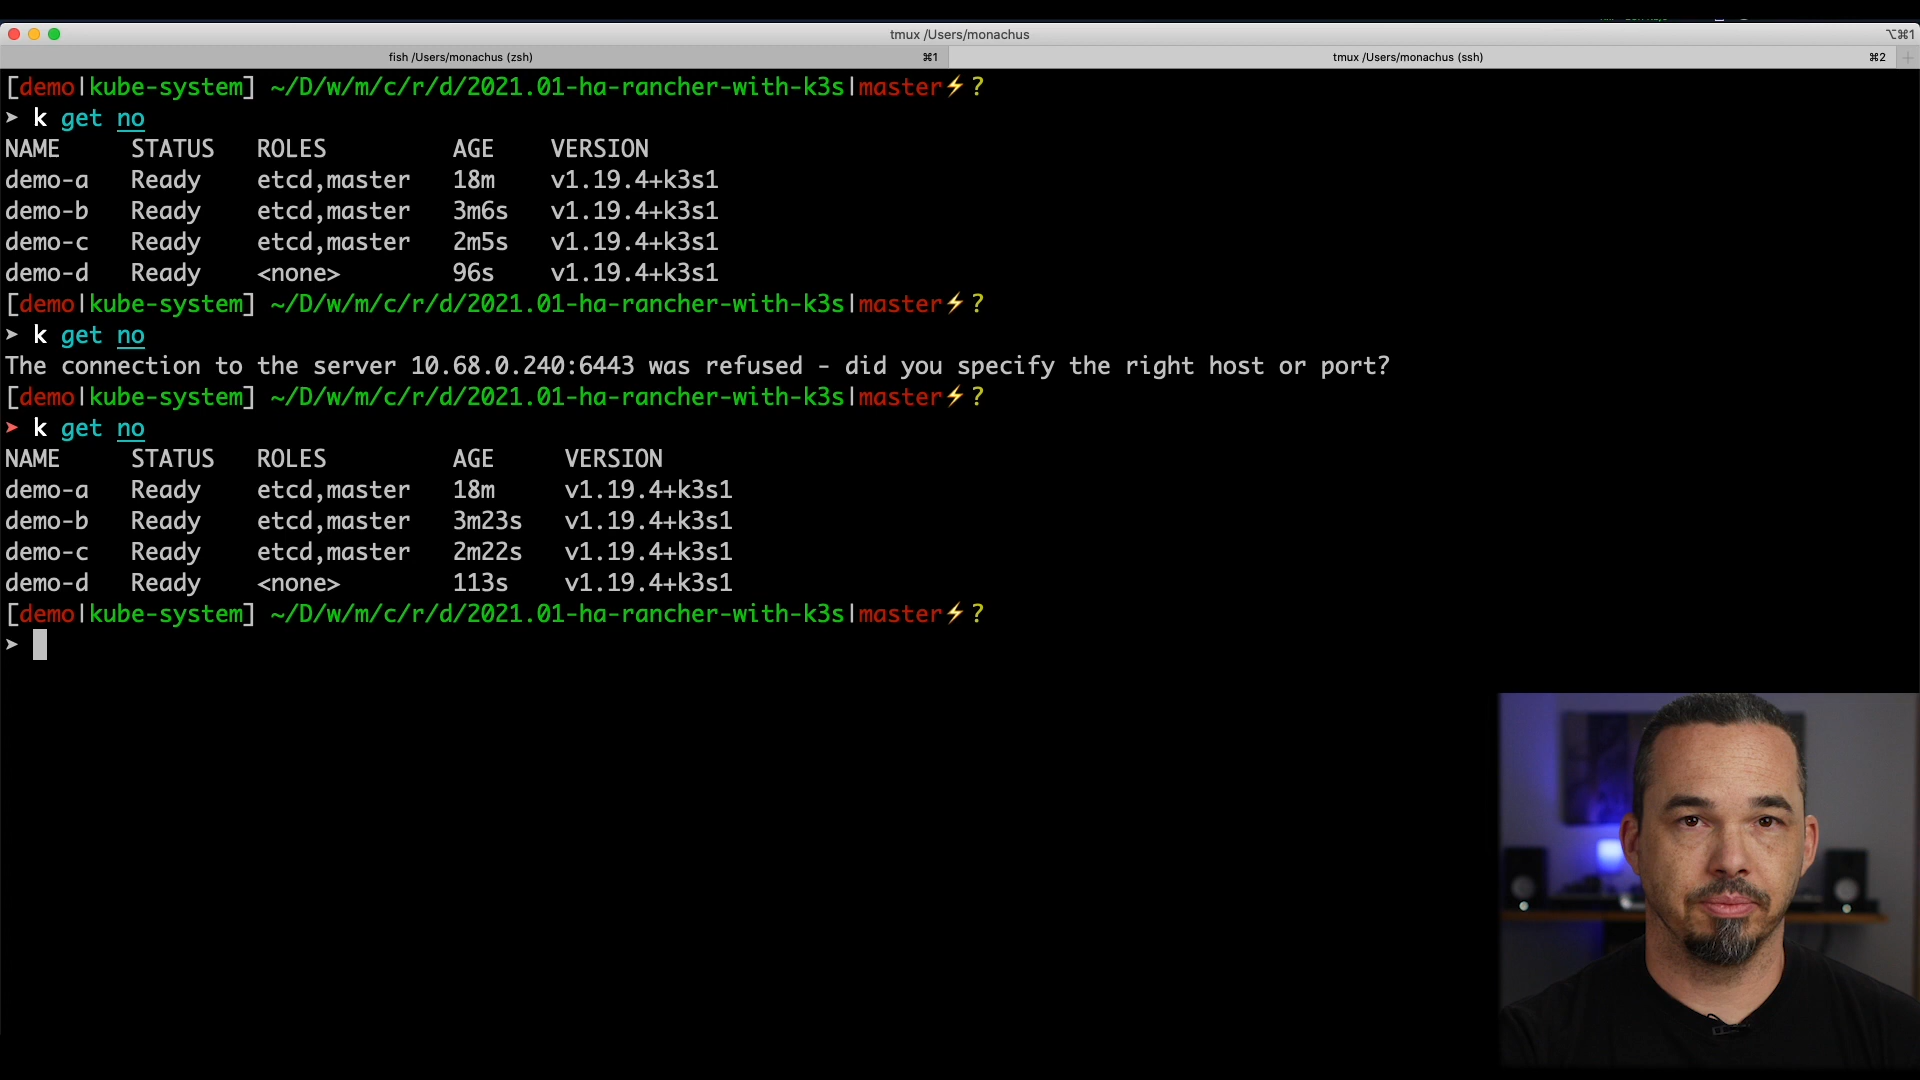 tmux /Users/monachus
⌥⌘1
fish /Users/monachus (zsh) ⌘1
tmux /Users/monachus (ssh) ⌘2
[demo|kube-system] ~/D/w/m/c/r/d/2021.01-ha-rancher-with-k3s|master⚡?
➤ k get no
NAME STATUS ROLES AGE VERSION
demo-a Ready etcd,master 18m v1.19.4+k3s1
demo-b Ready etcd,master 3m6s v1.19.4+k3s1
demo-c Ready etcd,master 2m5s v1.19.4+k3s1
demo-d Ready <none> 96s v1.19.4+k3s1
[demo|kube-system] ~/D/w/m/c/r/d/2021.01-ha-rancher-with-k3s|master⚡?
➤ k get no
The connection to the server 10.68.0.240:6443 was refused - did you specify the right host or port?
[demo|kube-system] ~/D/w/m/c/r/d/2021.01-ha-rancher-with-k3s|master⚡?
➤ k get no
NAME STATUS ROLES AGE VERSION
demo-a Ready etcd,master 18m v1.19.4+k3s1
demo-b Ready etcd,master 3m23s v1.19.4+k3s1
demo-c Ready etcd,master 2m22s v1.19.4+k3s1
demo-d Ready <none> 113s v1.19.4+k3s1
[demo|kube-system] ~/D/w/m/c/r/d/2021.01-ha-rancher-with-k3s|master⚡?
➤